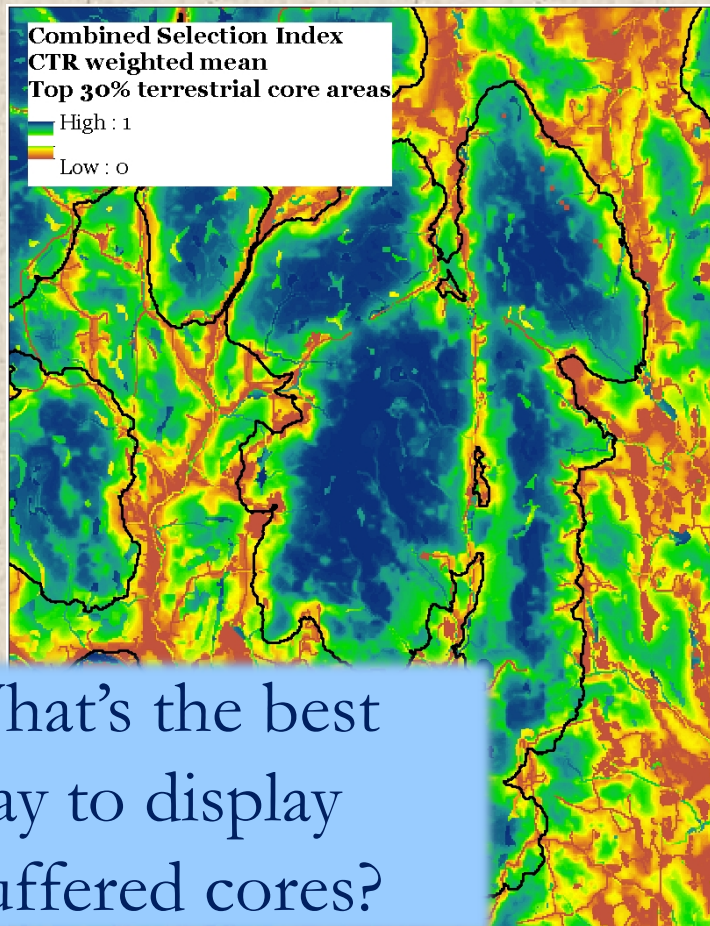 Combined Selection Index
CTR weighted mean
Top 30% terrestrial core areas
High : 1
Low : 0
hat's the best
ay to display
uffered cores?